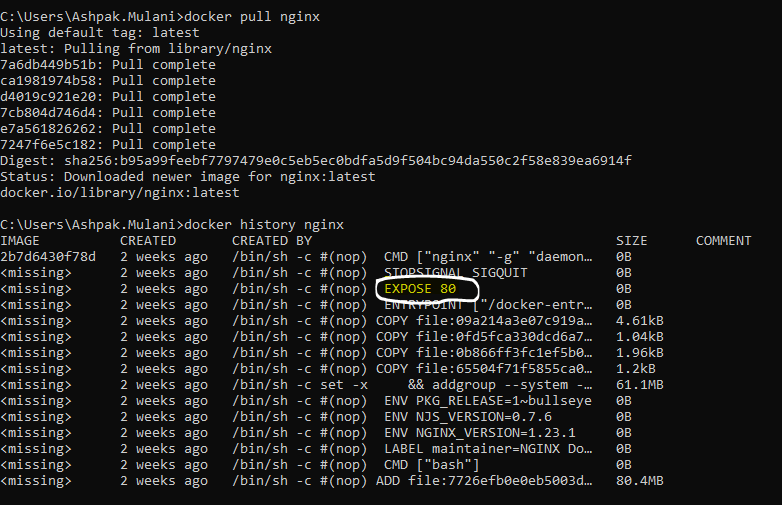 C:\Users\Ashpak.Mulani>docker pull nginx
Using default tag: latest
latest: Pulling from library/nginx
7a6db449b51b: Pull complete
ca1981974b58: Pull complete
d4019c921e20: Pull complete
7cb804d746d4: Pull complete
e7a561826262: Pull complete
7247f6e5c182: Pull complete
Digest: sha256:b95a99feebf7797479e0c5eb5ec0bdfa5d9f504bc94da550c2f58e839ea6914f
Status: Downloaded newer image for nginx:latest
docker.io/library/nginx:latest
C:\Users\Ashpak.Mulani>docker history nginx
IMAGE CREATED CREATED BY SIZE COMMENT
2b7d6430f78d 2 weeks ago /bin/sh -c #(nop) CMD ["nginx" "-g" "daemon… 0B
<missing> 2 weeks ago /bin/sh -c #(nop) STOPSIGNAL SIGQUIT 0B
<missing> 2 weeks ago /bin/sh -c #(nop) EXPOSE 80 0B
<missing> 2 weeks ago /bin/sh -c #(nop) ENTRYPOINT ["/docker-entr… 0B
<missing> 2 weeks ago /bin/sh -c #(nop) COPY file:09a214a3e07c919a… 4.61kB
<missing> 2 weeks ago /bin/sh -c #(nop) COPY file:0fd5fca330dcd6a7… 1.04kB
<missing> 2 weeks ago /bin/sh -c #(nop) COPY file:0b866ff3fc1ef5b0… 1.96kB
<missing> 2 weeks ago /bin/sh -c #(nop) COPY file:65504f71f5855ca0… 1.2kB
<missing> 2 weeks ago /bin/sh -c set -x && addgroup --system -… 61.1MB
<missing> 2 weeks ago /bin/sh -c #(nop) ENV PKG_RELEASE=1~bullseye 0B
<missing> 2 weeks ago /bin/sh -c #(nop) ENV NJS_VERSION=0.7.6 0B
<missing> 2 weeks ago /bin/sh -c #(nop) ENV NGINX_VERSION=1.23.1 0B
<missing> 2 weeks ago /bin/sh -c #(nop) LABEL maintainer=NGINX Do… 0B
<missing> 2 weeks ago /bin/sh -c #(nop) CMD ["bash"] 0B
<missing> 2 weeks ago /bin/sh -c #(nop) ADD file:7726efb0e0eb5003d… 80.4MB